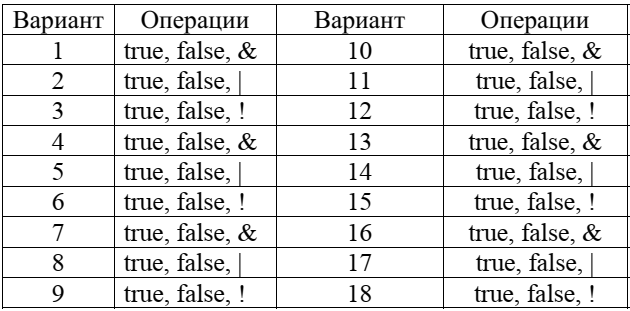 Вариант Операции Вариант Операции
1 true, false, & 10 true, false, &
2 true, false, | 11 true, false, |
3 true, false, ! 12 true, false, !
4 true, false, & 13 true, false, &
5 true, false, | 14 true, false, |
6 true, false, ! 15 true, false, !
7 true, false, & 16 true, false, &
8 true, false, | 17 true, false, |
9 true, false, ! 18 true, false, !